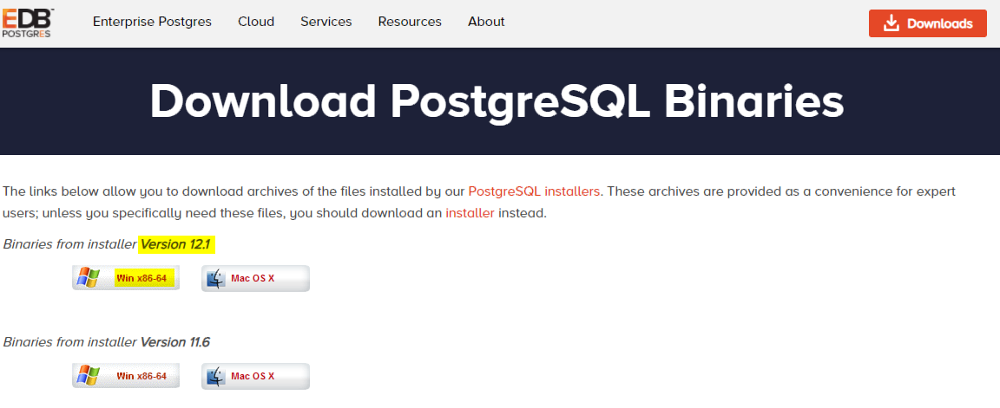 EDB™
POSTGRES
Enterprise Postgres Cloud Services Resources About
Downloads
Download PostgreSQL Binaries
The links below allow you to download archives of the files installed by our PostgreSQL installers. These archives are provided as a convenience for expert
users; unless you specifically need these files, you should download an installer instead.
Binaries from installer Version 12.1
Win x86-64 Mac OS X
Binaries from installer Version 11.6
Win x86-64 Mac OS X